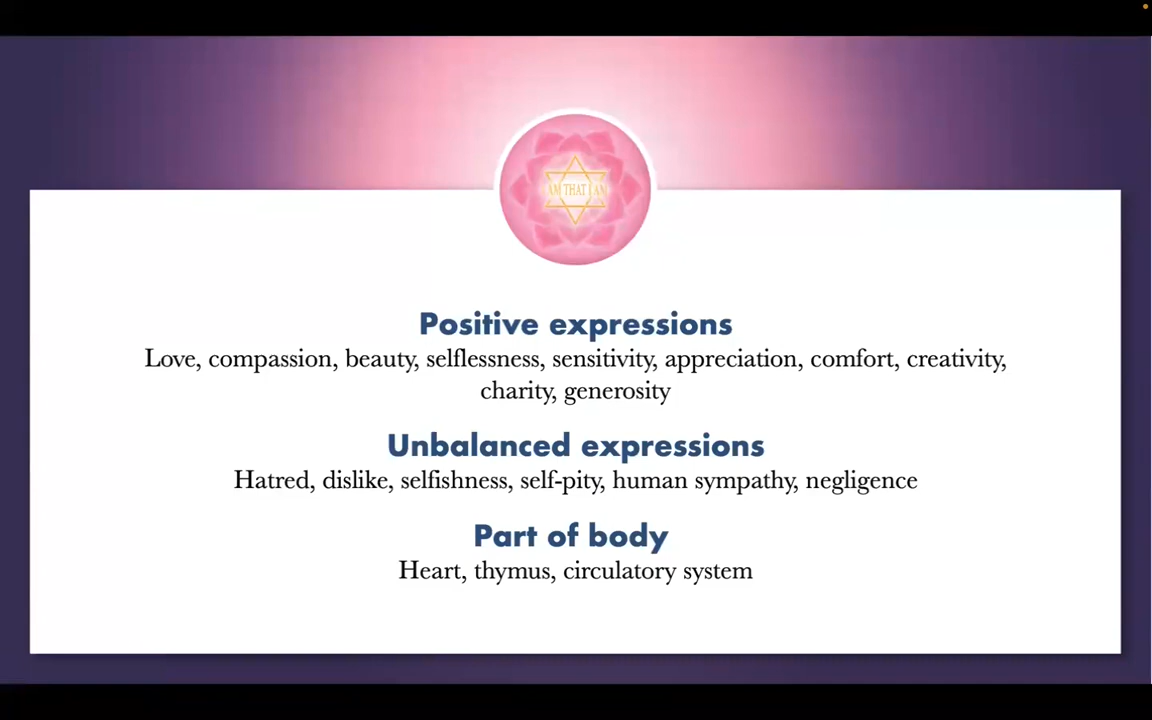 AM THAT I AM
Positive expressions
Love, compassion, beauty, selflessness, sensitivity, appreciation, comfort, creativity,
charity, generosity
Unbalanced expressions
Hatred, dislike, selfishness, self-pity, human sympathy, negligence
Part of body
Heart, thymus, circulatory system